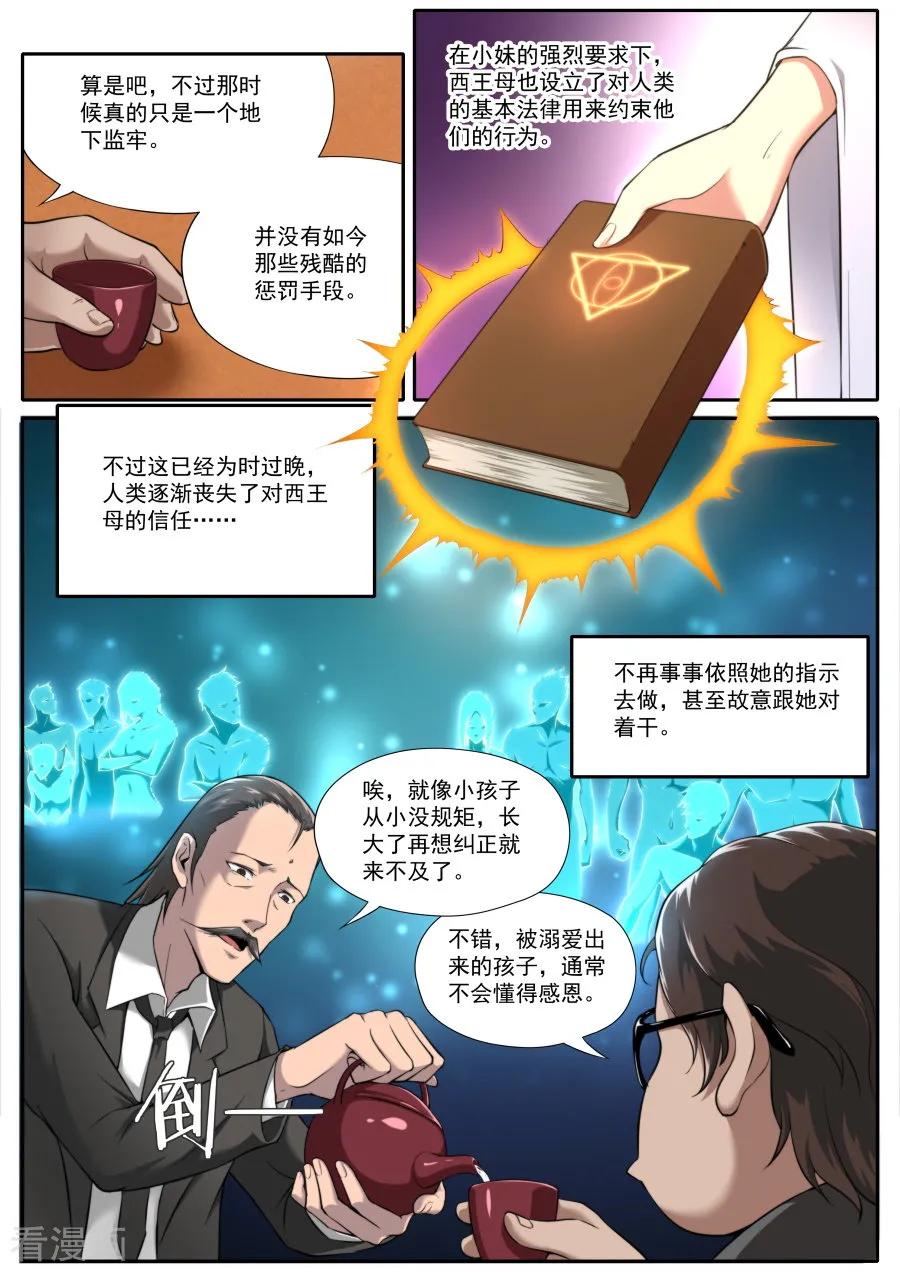 算是吧，不过那时
候真的只是一个地
下监牢。
并没有如今
那些残酷的
惩罚手段。
在小妹的强烈要求下，
西王母也设立了对人类
的基本法律用来约束他
们的行为。
不过这已经为时过晚，
人类逐渐丧失了对西王
母的信任……
不再事事依照她的指示
去做，甚至故意跟她对
着干。
唉，就像小孩子
从小没规矩，长
大了再想纠正就
来不及了。
不错，被溺爱出
来的孩子，通常
不会懂得感恩。
倒——
看漫画